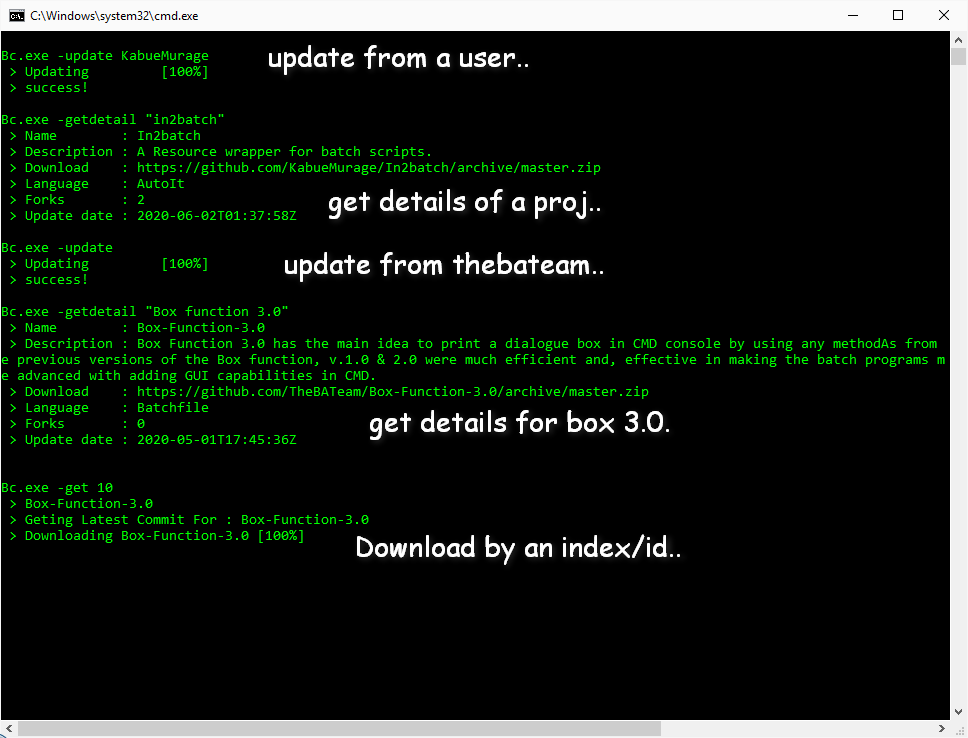 C:\Windows\system32\cmd.exe
Bc.exe -update KabueMurage
> Updating [100%]
> success!
update from a user..
Bc.exe -getdetail "in2batch"
> Name : In2batch
> Description : A Resource wrapper for batch scripts.
> Download : https://github.com/KabueMurage/In2batch/archive/master.zip
> Language : AutoIt
> Forks : 2
> Update date : 2020-06-02T01:37:58Z
get details of a proj..
Bc.exe -update
> Updating [100%]
> success!
update from thebateam..
Bc.exe -getdetail "Box function 3.0"
> Name : Box-Function-3.0
> Description : Box Function 3.0 has the main idea to print a dialogue box in CMD console by using any methodAs from
e previous versions of the Box function, v.1.0 & 2.0 were much efficient and, effective in making the batch programs m
e advanced with adding GUI capabilities in CMD.
> Download : https://github.com/TheBATeam/Box-Function-3.0/archive/master.zip
> Language : Batchfile
> Forks : 0
> Update date : 2020-05-01T17:45:36Z
get details for box 3.0.
Bc.exe -get 10
> Box-Function-3.0
> Geting Latest Commit For : Box-Function-3.0
> Downloading Box-Function-3.0 [100%]
Download by an index/id..